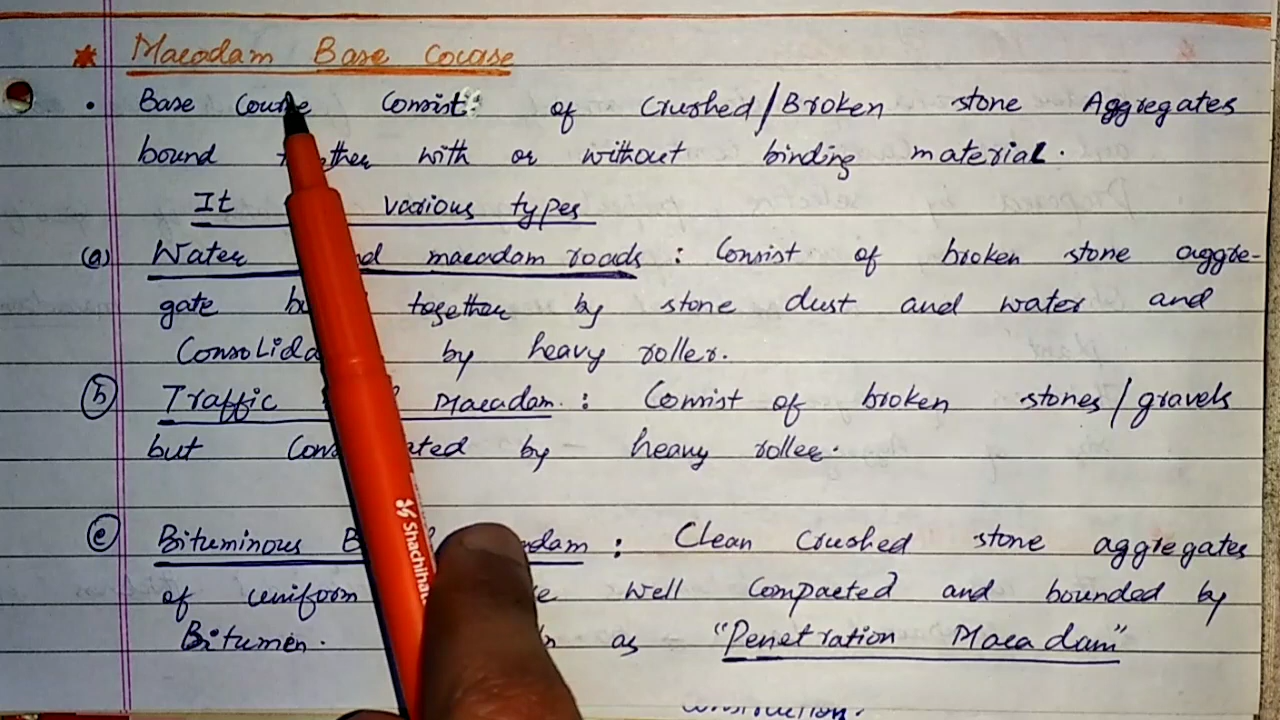 * Macadam Base Course
• Base Course Consist of Crushed/Broken stone Aggregates
bound together with or without binding material.
It various types
(a) Water macadam roads : Consist of broken stone aggre-
gate together by stone dust and water and
by heavy roller.
(b) Traffic Macadam : Consist of broken stones/gravels
but by heavy roller.
(c) Bituminous : Clean Crushed stone aggregates
of uniform well Compacted and bounded by
Bitumen. as "Penetration Macadam"
Construction.
Shachihata